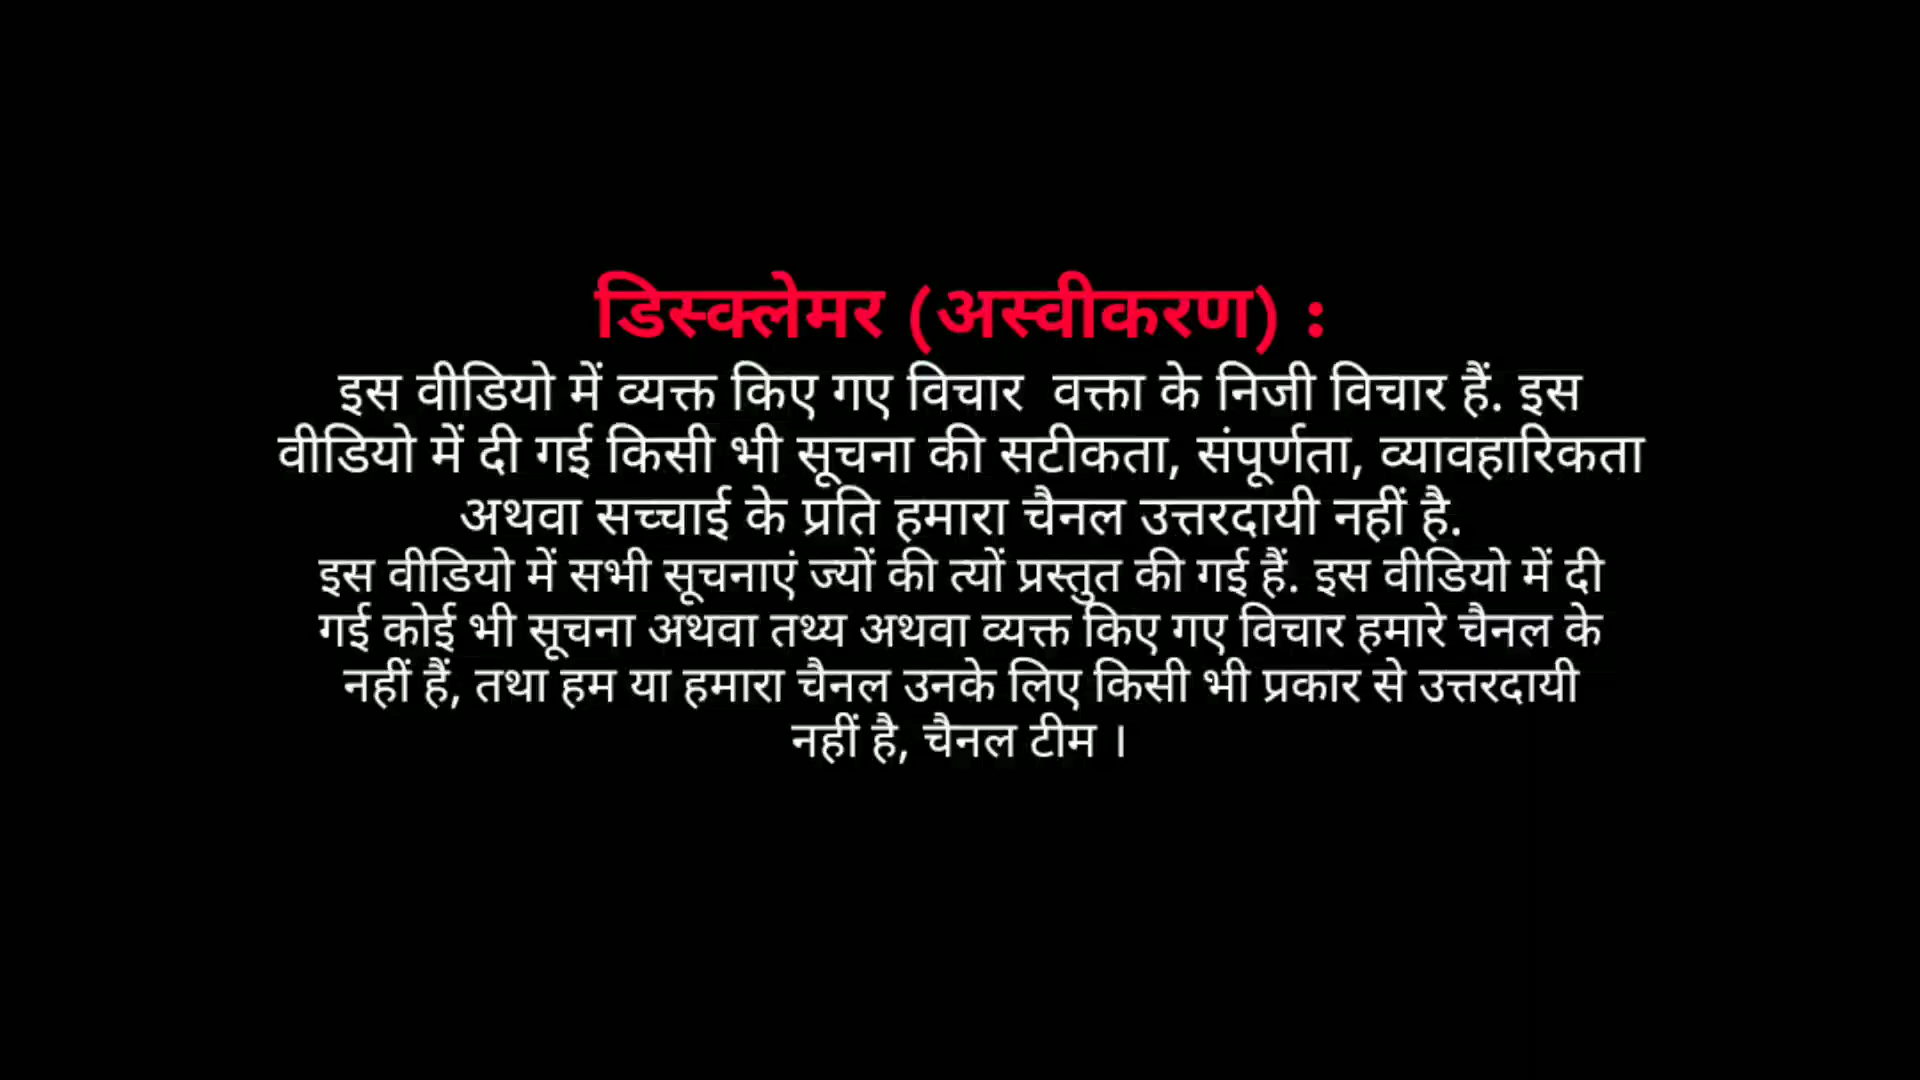 डिस्क्लेमर (अस्वीकरण) :
इस वीडियो में व्यक्त किए गए विचार  वक्ता के निजी विचार हैं. इस
वीडियो में दी गई किसी भी सूचना की सटीकता, संपूर्णता, व्यावहारिकता
अथवा सच्चाई के प्रति हमारा चैनल उत्तरदायी नहीं है.
इस वीडियो में सभी सूचनाएं ज्यों की त्यों प्रस्तुत की गई हैं. इस वीडियो में दी
गई कोई भी सूचना अथवा तथ्य अथवा व्यक्त किए गए विचार हमारे चैनल के
नहीं हैं, तथा हम या हमारा चैनल उनके लिए किसी भी प्रकार से उत्तरदायी
नहीं है, चैनल टीम ।